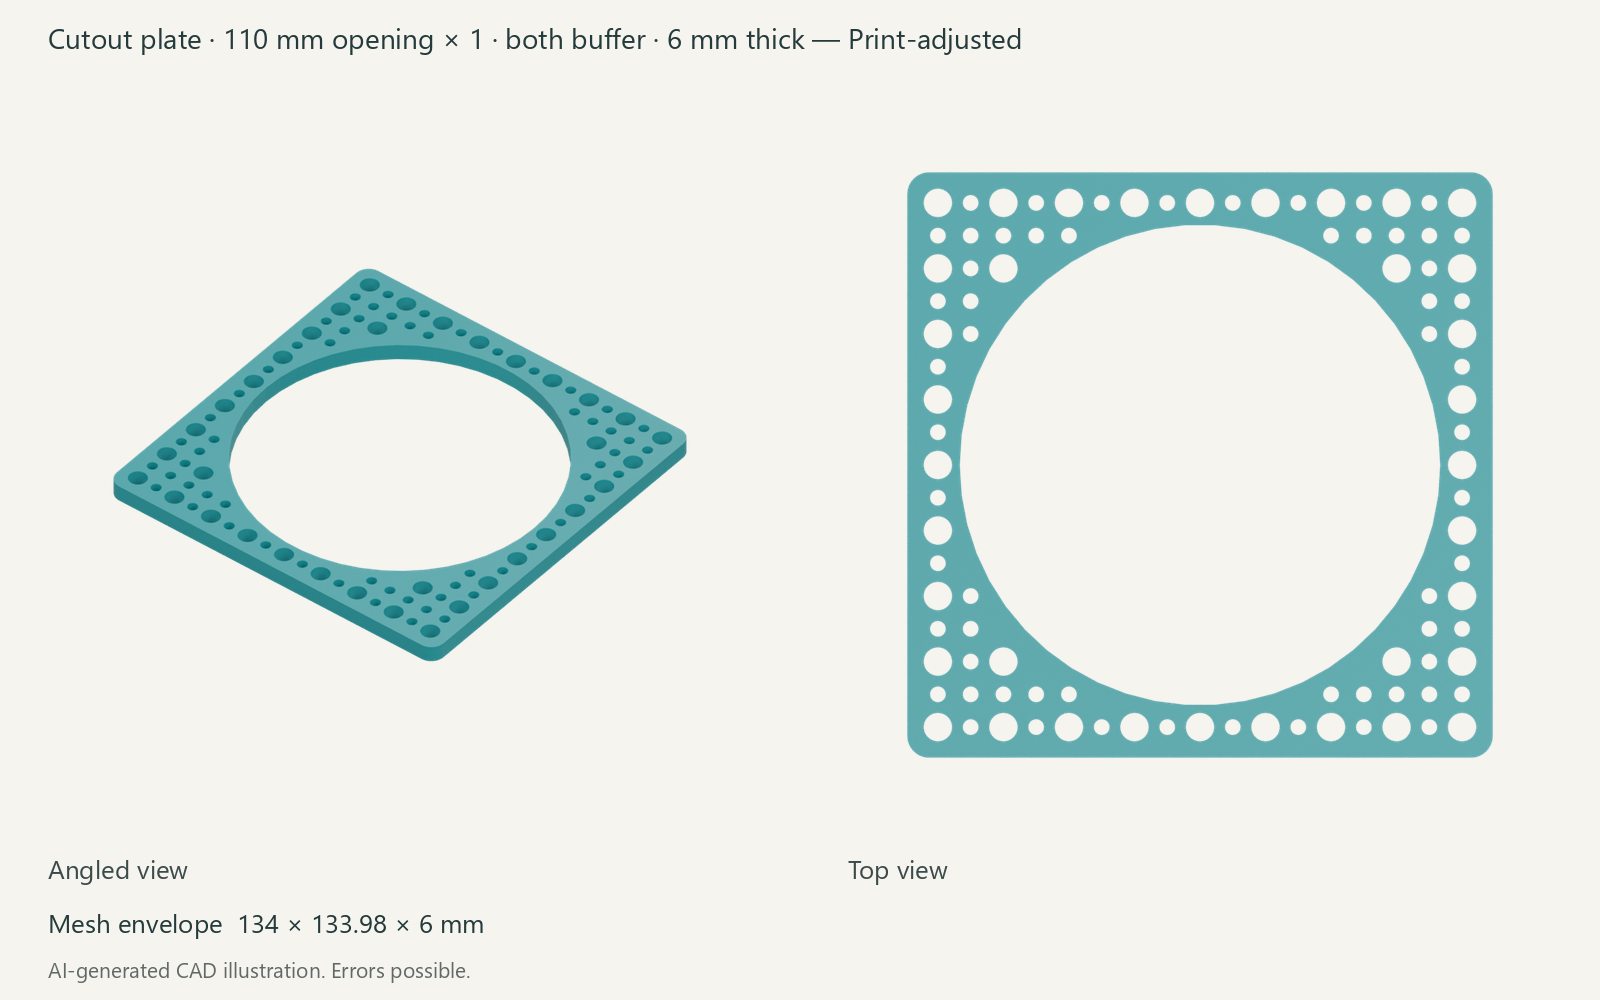 Cutout plate · 110 mm opening × 1 · both buffer · 6 mm thick — Print-adjusted
Angled view
Top view
Mesh envelope 134 × 133.98 × 6 mm
AI-generated CAD illustration. Errors possible.